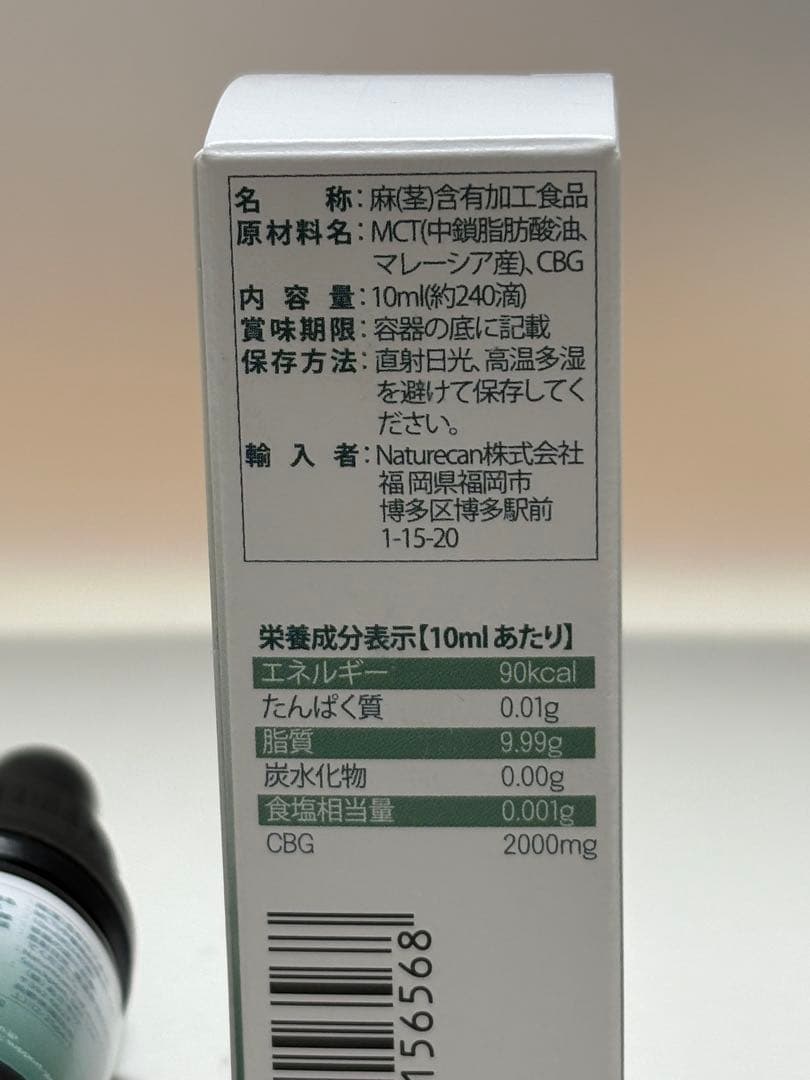 名称：麻(茎)含有加工食品
原材料名：MCT(中鎖脂肪酸油、
マレーシア産)、CBG
内容量：10ml(約240滴)
賞味期限：容器の底に記載
保存方法：直射日光、高温多湿
を避けて保存してく
ださい。
輸入者：Naturecan株式会社
福岡県福岡市
博多区博多駅前
1-15-20
栄養成分表示【10mlあたり】
エネルギー 90kcal
たんぱく質 0.01g
脂質 9.99g
炭水化物 0.00g
食塩相当量 0.001g
CBG 2000mg
156568